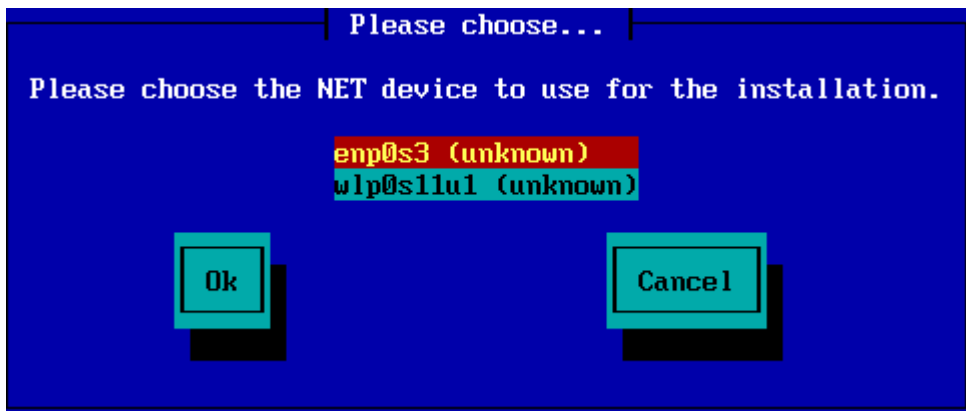 Please choose...
Please choose the NET device to use for the installation.
enp0s3 (unknown)
wlp0s11u1 (unknown)
Ok
Cancel